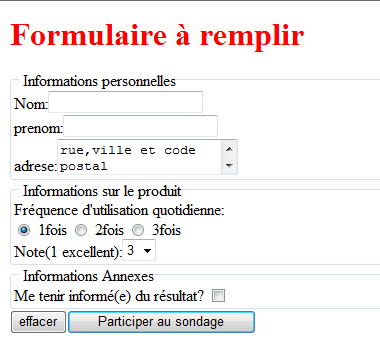 Formulaire à remplir
Informations personnelles
Nom:
prenom:
adrese: rue,ville et code
postal
Informations sur le produit
Fréquence d'utilisation quotidienne:
1fois 2fois 3fois
Note(1 excellent): 3
Informations Annexes
Me tenir informé(e) du résultat?
effacer Participer au sondage